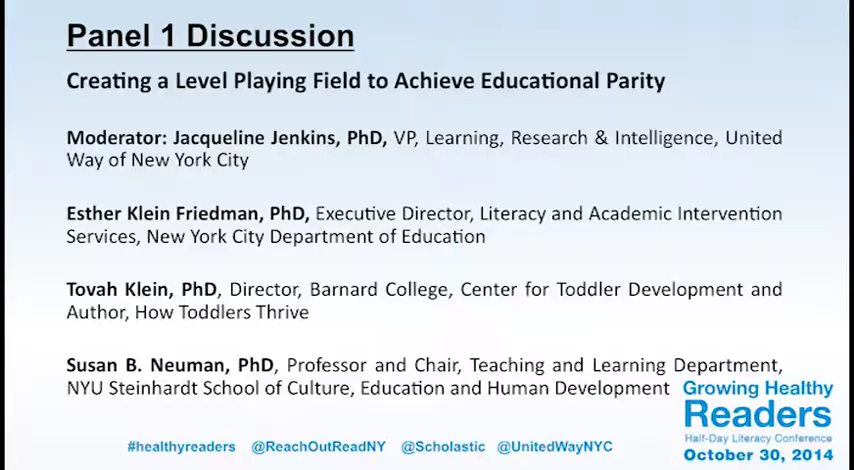 Panel 1 Discussion
Creating a Level Playing Field to Achieve Educational Parity
Moderator: Jacqueline Jenkins, PhD, VP, Learning, Research & Intelligence, United
Way of New York City
Esther Klein Friedman, PhD, Executive Director, Literacy and Academic Intervention
Services, New York City Department of Education
Tovah Klein, PhD, Director, Barnard College, Center for Toddler Development and
Author, How Toddlers Thrive
Susan B. Neuman, PhD, Professor and Chair, Teaching and Learning Department,
NYU Steinhardt School of Culture, Education and Human Development
Growing Healthy
Readers
Half-Day Literacy Conference
October 30, 2014
#healthyreaders @ReachOutReadNY @Scholastic @UnitedWayNYC